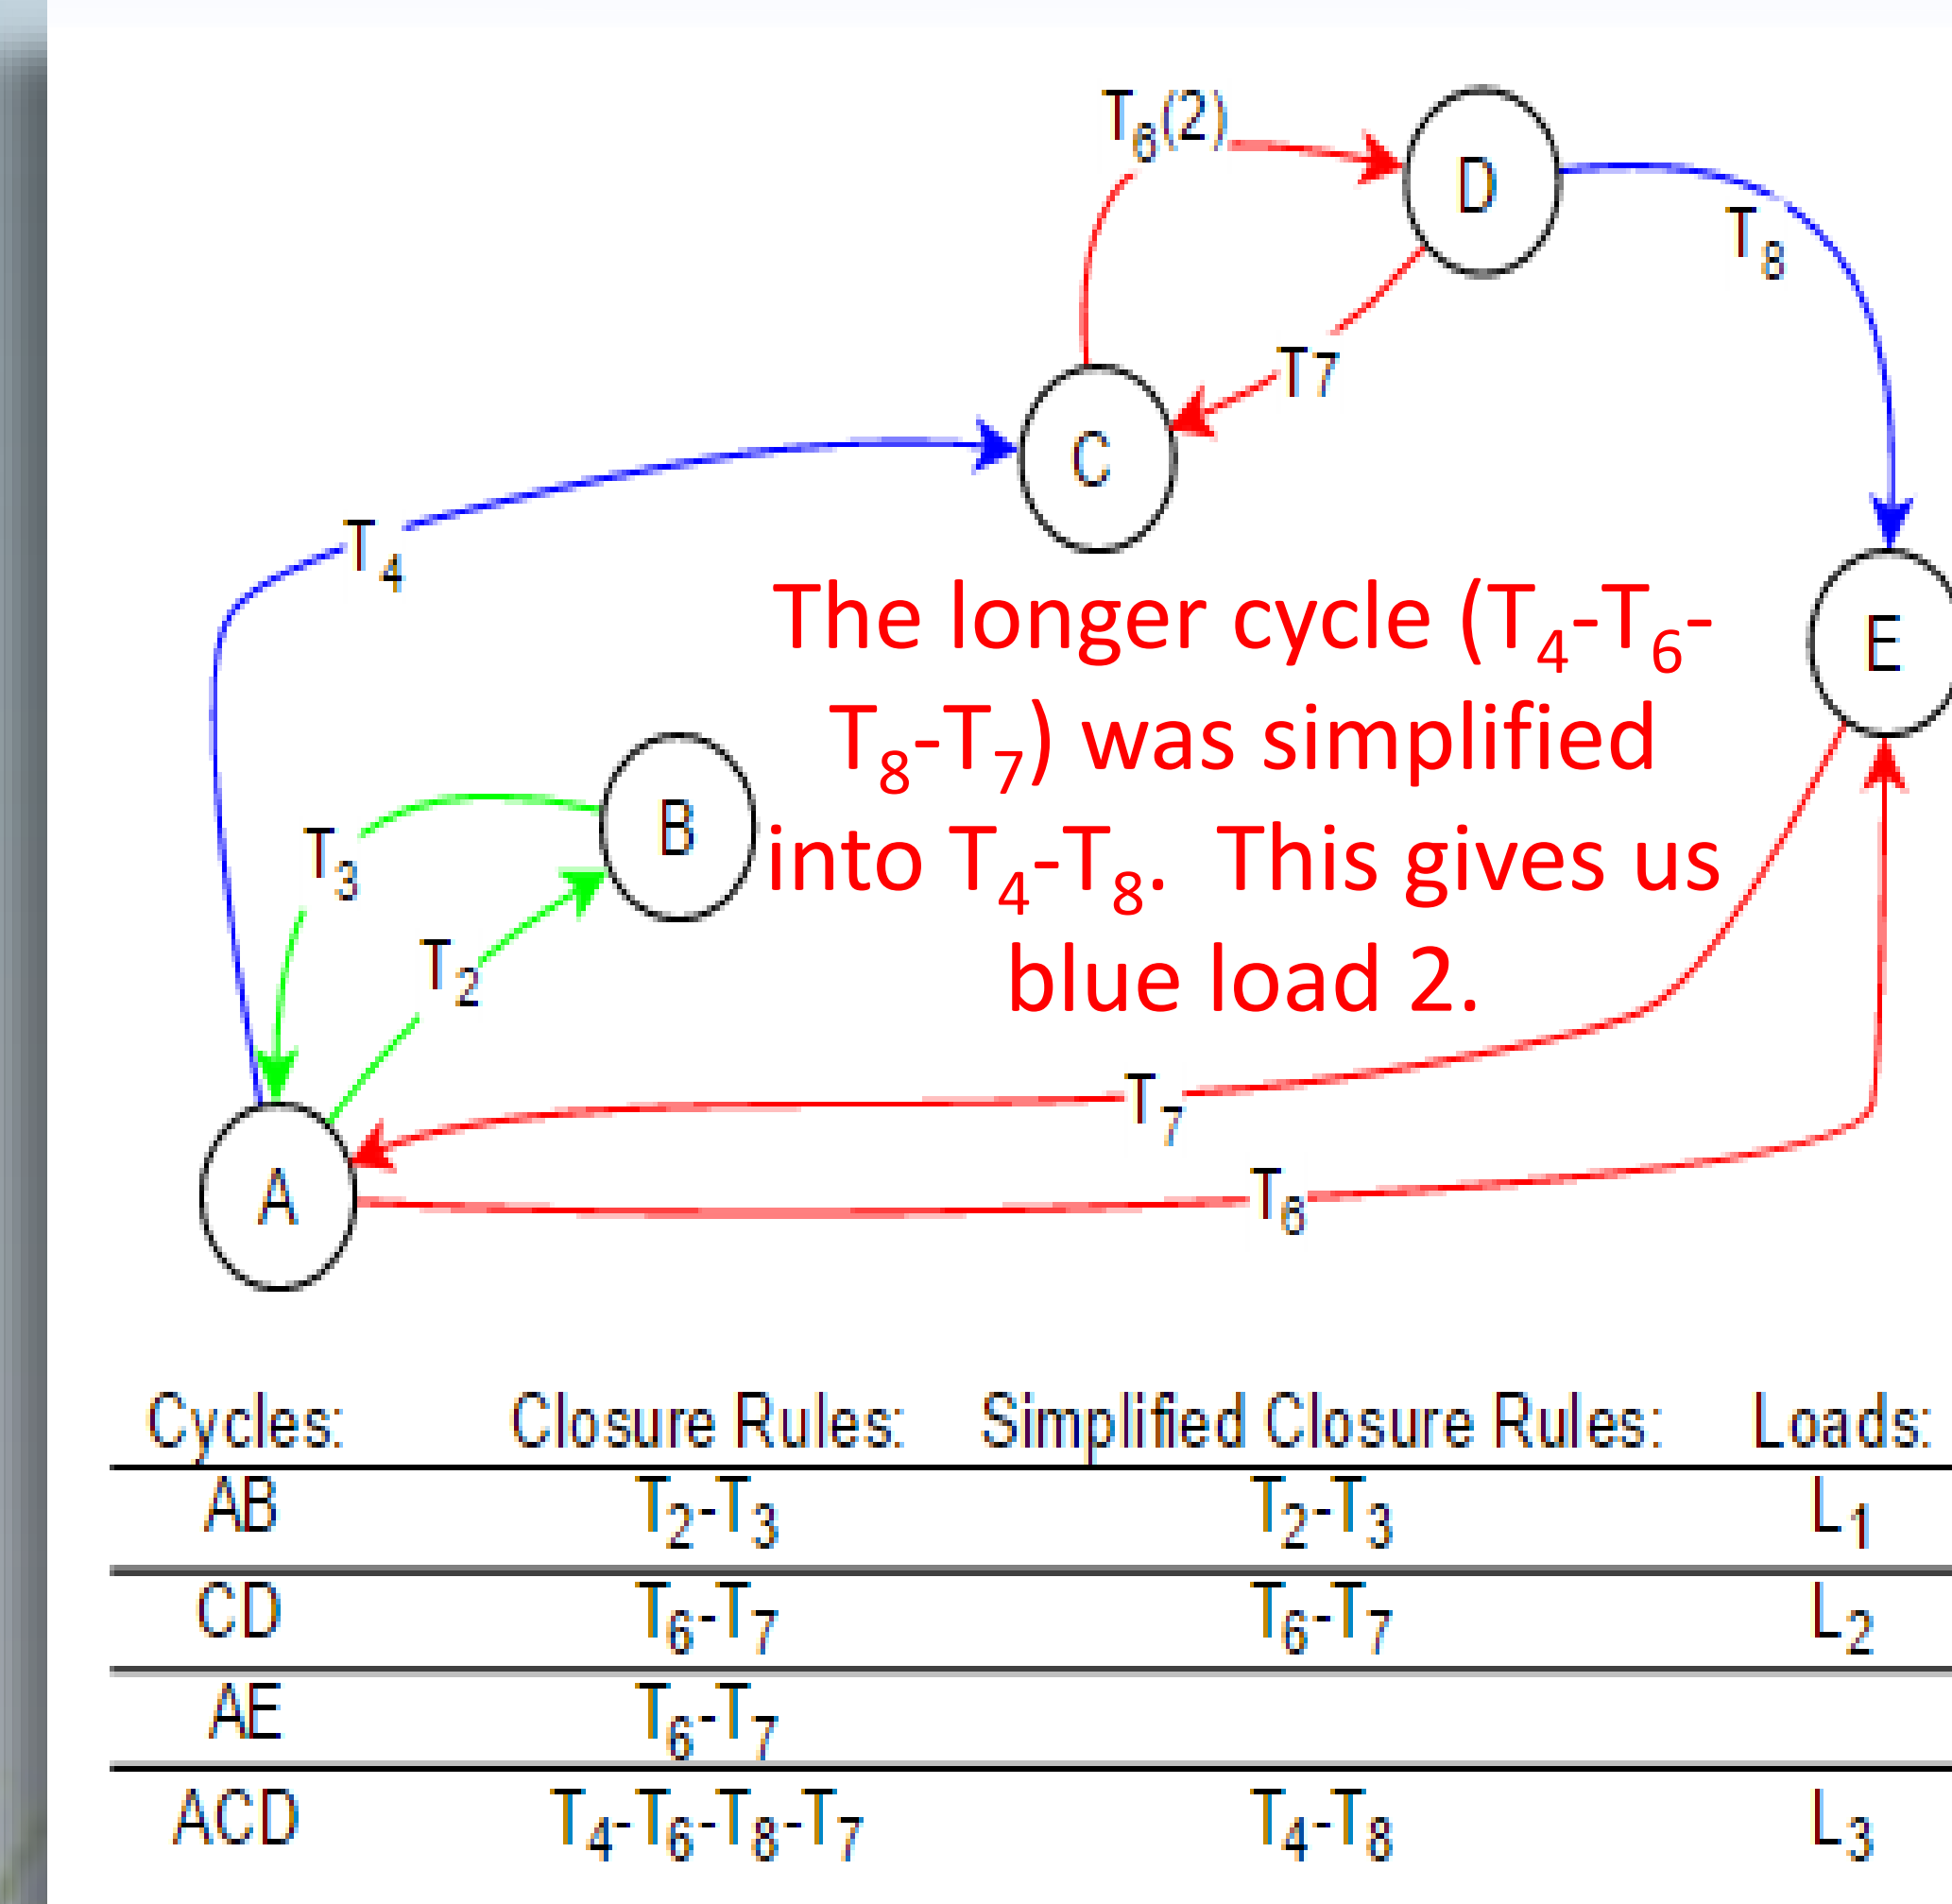 T6(2)
D
T8
T7
C
T4
The longer cycle (T4-T6-
T8-T7) was simplified
into T4-T8. This gives us
blue load 2.
E
B
T3
T2
T7
T6
A
Cycles: Closure Rules: Simplified Closure Rules: Loads:
AB T2-T3 T2-T3 L1
CD T6-T7 T6-T7 L2
AE T6-T7
ACD T4-T6-T8-T7 T4-T8 L3